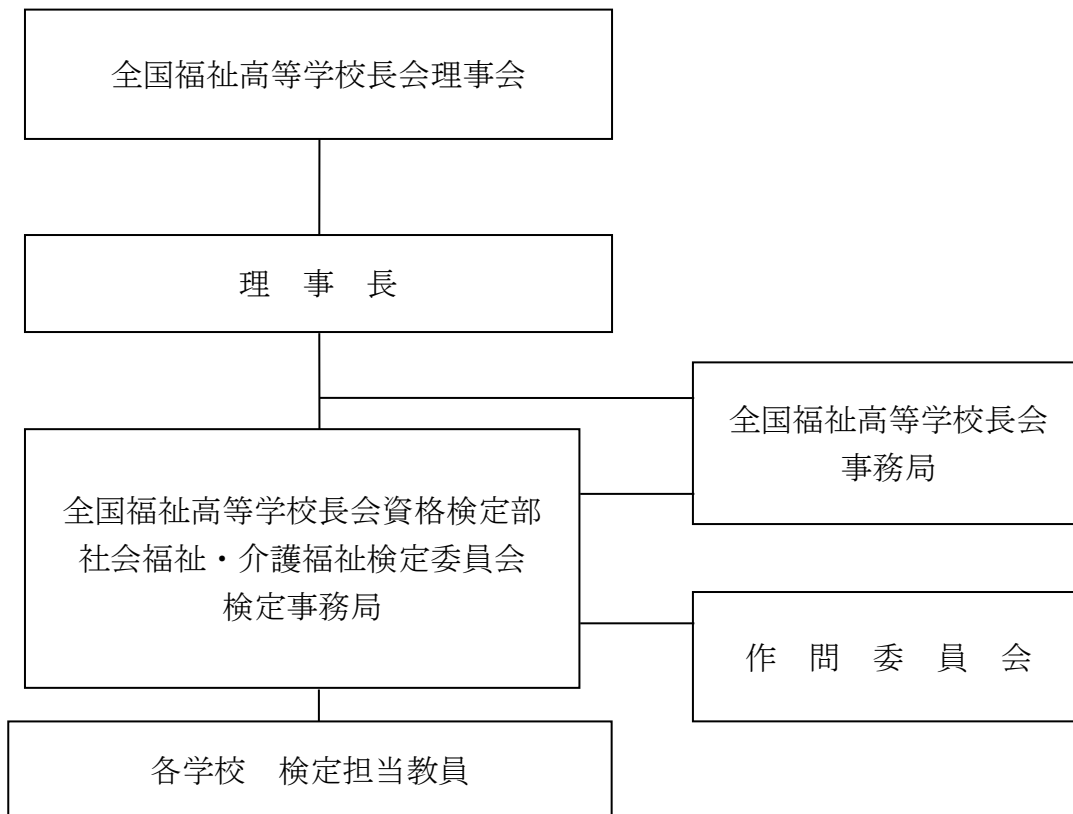 全国福祉高等学校長会理事会
理　事　長
全国福祉高等学校長会
事務局
全国福祉高等学校長会資格検定部
社会福祉・介護福祉検定委員会
検定事務局
作　問　委　員　会
各学校　検定担当教員